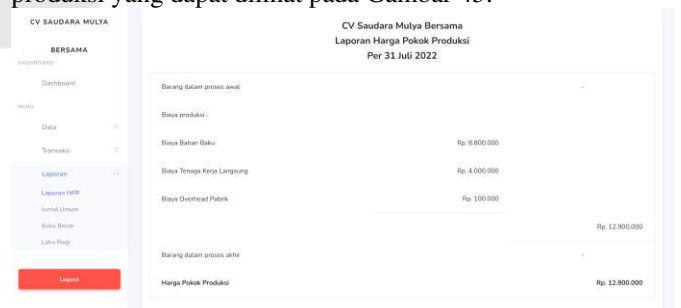 produksi yang dapat dilihat pada Gambar 45.
CV SAUDARA MULYA
BERSAMA
DASHBOARD
Dashboard
MENU
Data
Transaksi
Laporan
Laporan HPP
Jurnal Umum
Buku Besar
Laba Rugi
Logout
CV Saudara Mulya Bersama
Laporan Harga Pokok Produksi
Per 31 Juli 2022
Barang dalam proses awal -
Biaya produksi :
Biaya Bahan Baku Rp. 8.800.000
Biaya Tenaga Kerja Langsung Rp. 4.000.000
Biaya Overhead Pabrik Rp. 100.000
Rp. 12.900.000
Barang dalam proses akhir -
Harga Pokok Produksi Rp. 12.900.000